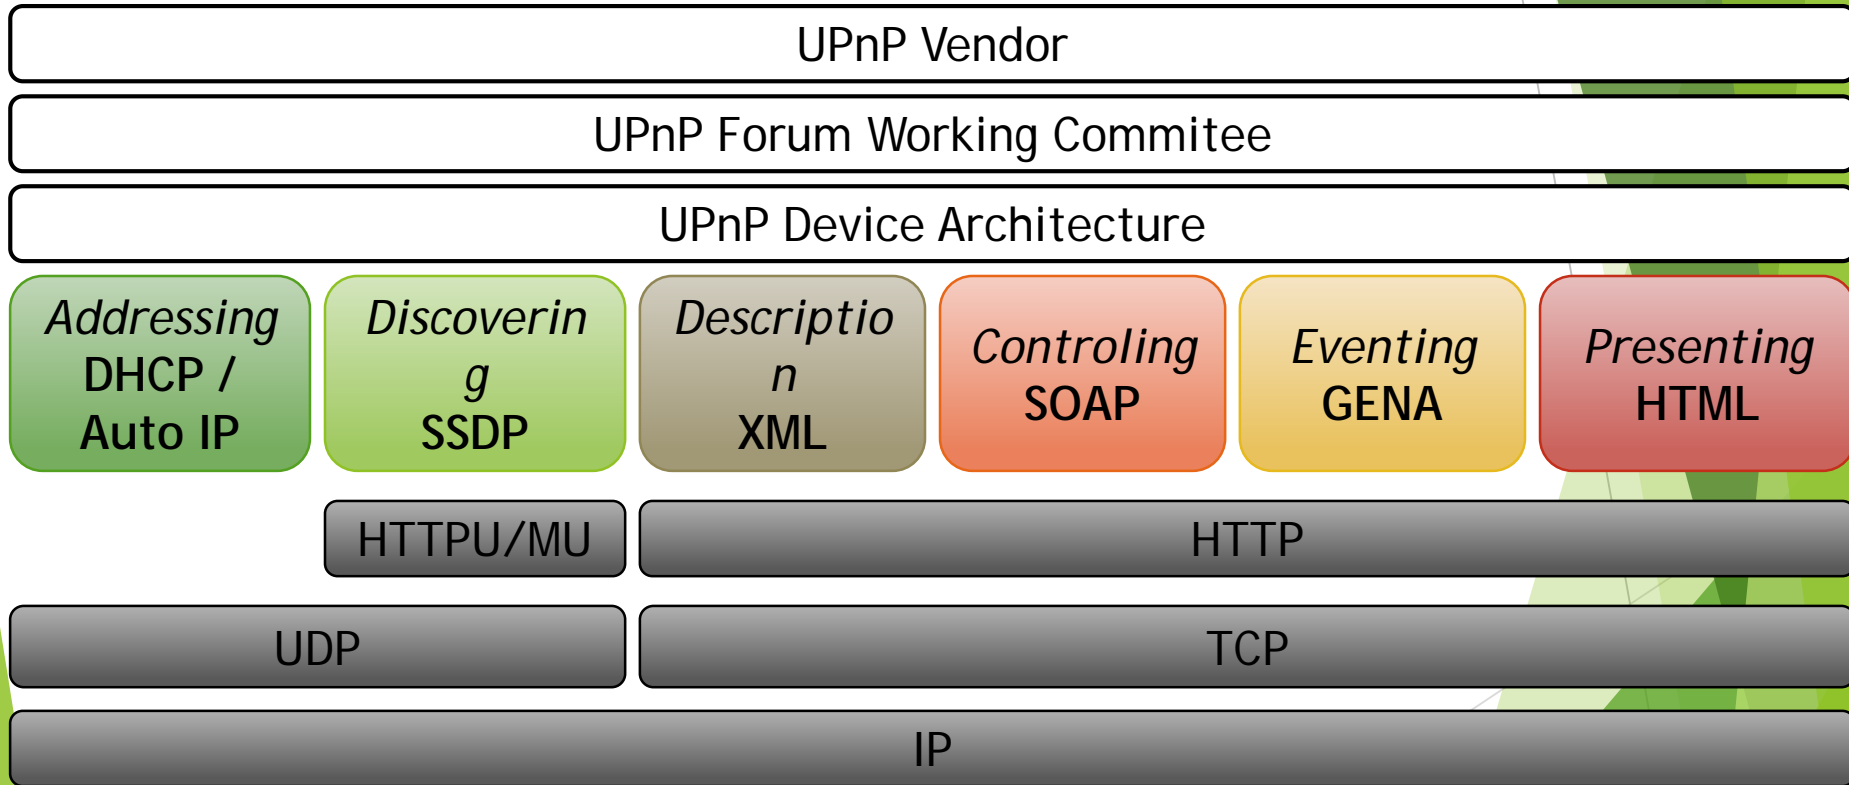 UPnP Vendor
UPnP Forum Working Commitee
UPnP Device Architecture
Addressing
DHCP /
Auto IP
Discoverin
g
SSDP
Descriptio
n
XML
Controling
SOAP
Eventing
GENA
Presenting
HTML
HTTPU/MU
HTTP
UDP
TCP
IP